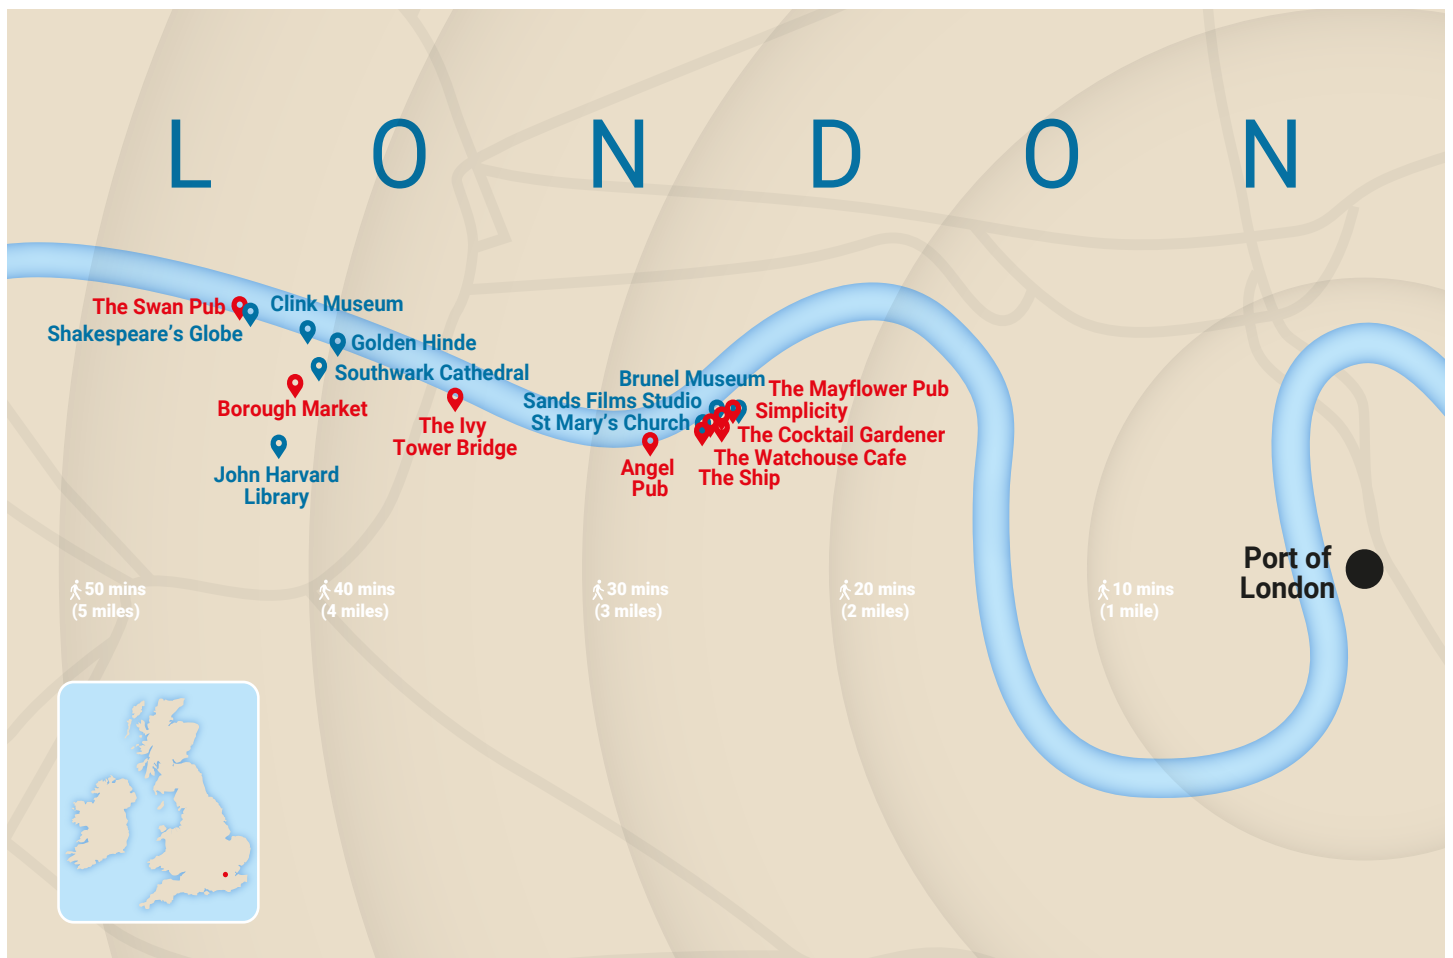 L O N D O N
The Swan Pub
Clink Museum
Shakespeare’s Globe
Golden Hinde
Southwark Cathedral
Borough Market
The Ivy
Tower Bridge
John Harvard
Library
Brunel Museum
Sands Films Studio
St Mary’s Church
The Mayflower Pub
Simplicity
The Cocktail Gardener
The Watchouse Cafe
The Ship
Angel
Pub
Port of
London
50 mins
(5 miles)
40 mins
(4 miles)
30 mins
(3 miles)
20 mins
(2 miles)
10 mins
(1 mile)